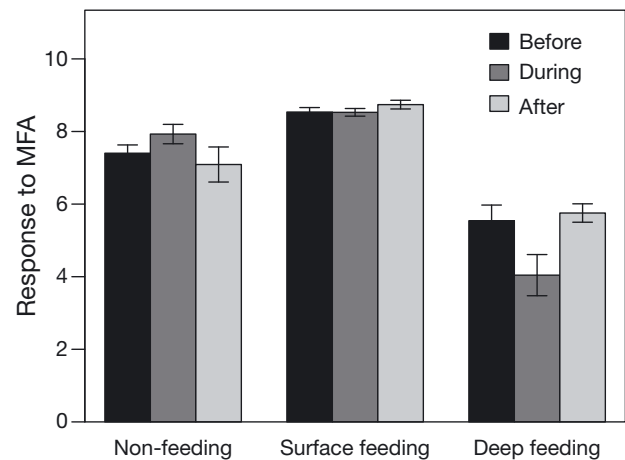 Response to MFA
10
8
6
4
2
0
Before
During
After
Non-feeding
Surface feeding
Deep feeding